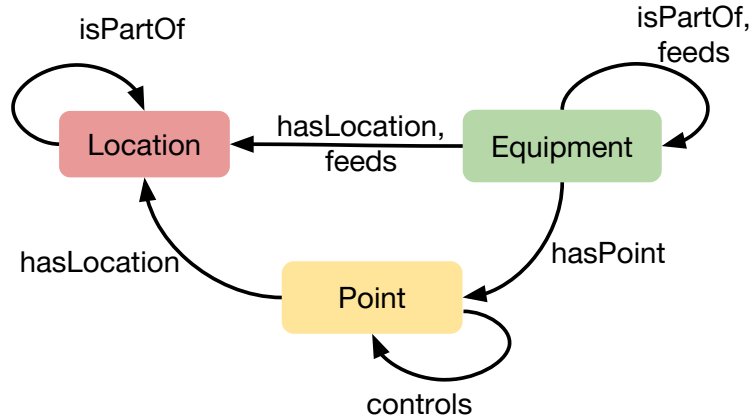 isPartOf
isPartOf,
feeds
Location
hasLocation,
feeds
Equipment
hasLocation
hasPoint
Point
controls